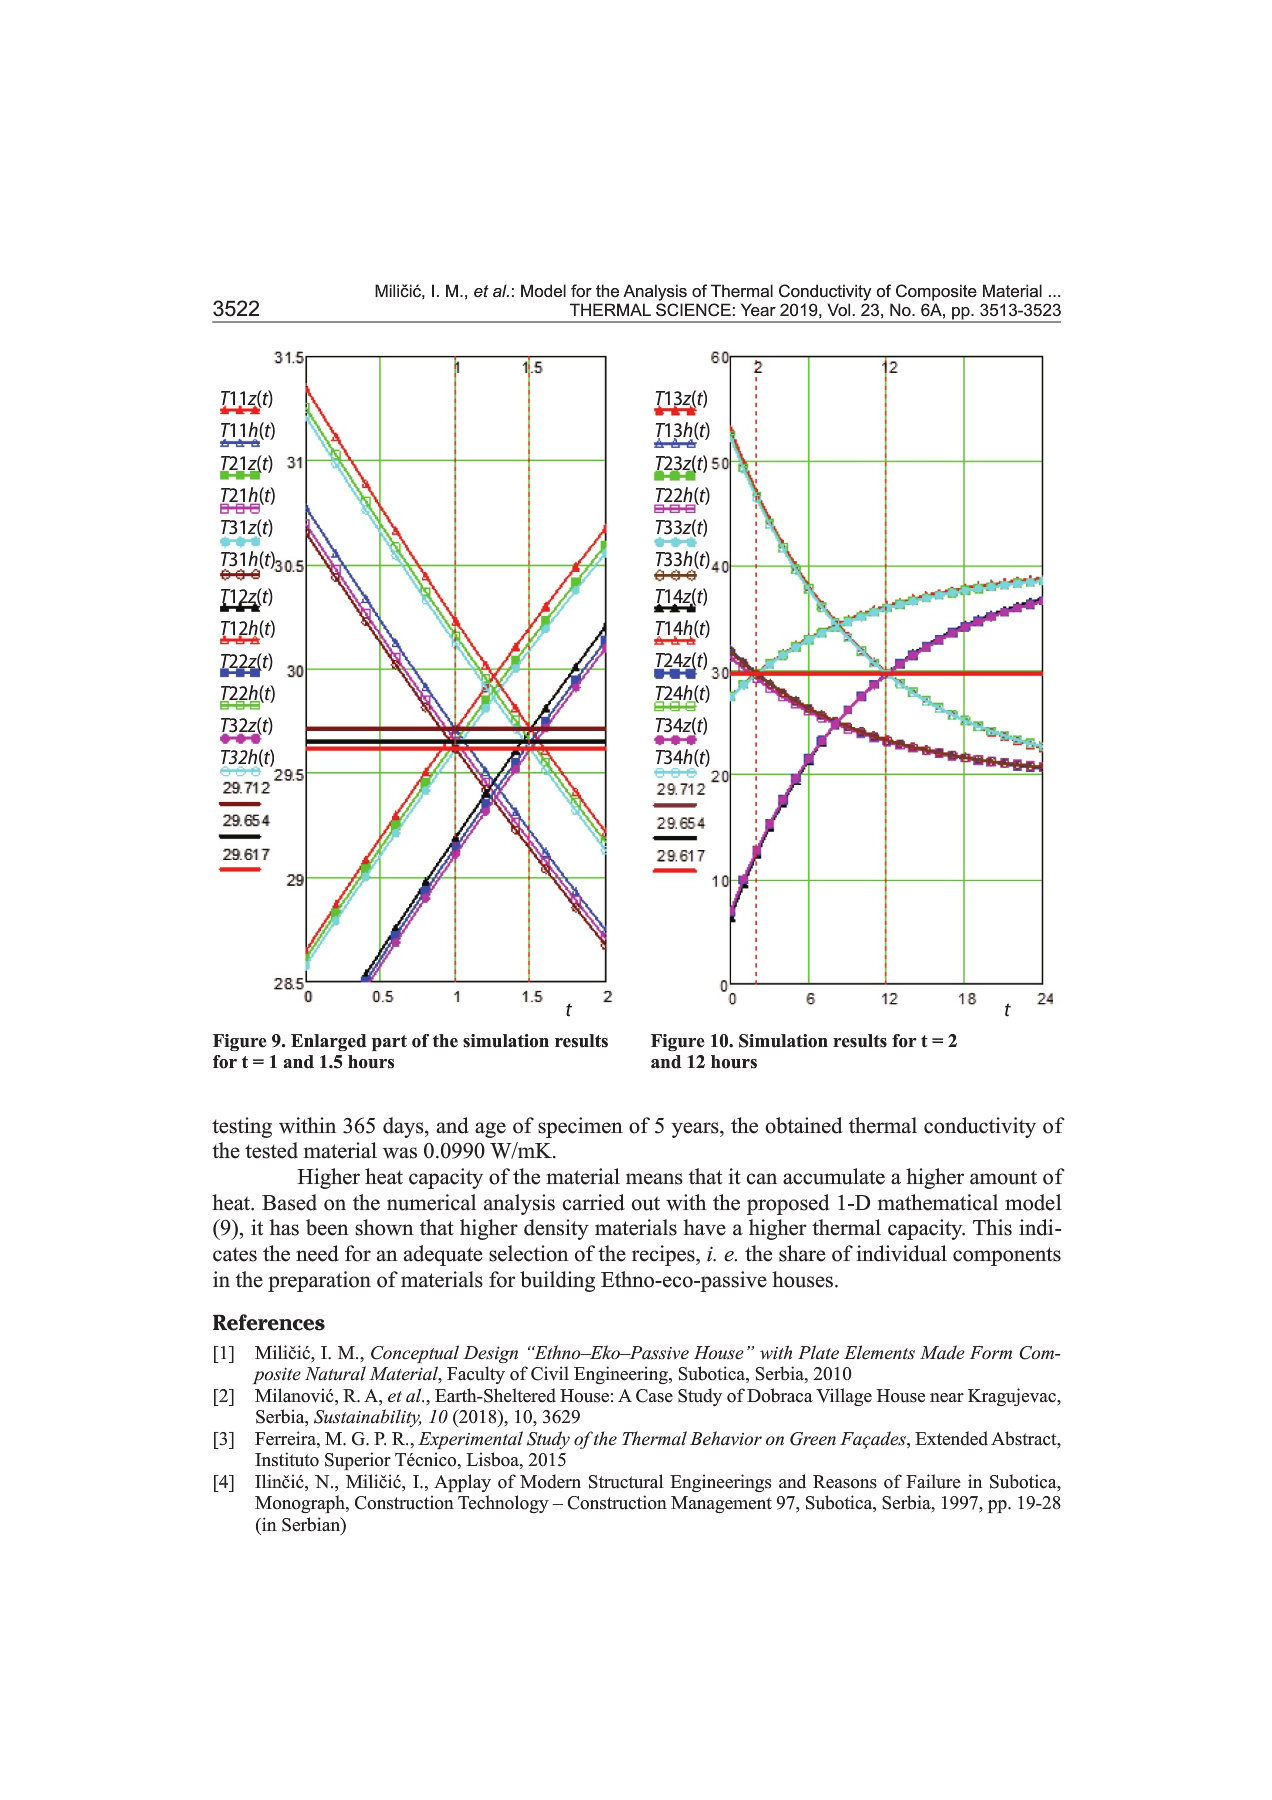 Miličić, I. M., et al.: Model for the Analysis of Thermal Conductivity of Composite Material ...
3522 THERMAL SCIENCE: Year 2019, Vol. 23, No. 6A, pp. 3513-3523
T11z(t)
T11h(t)
T21z(t)
T21h(t)
T31z(t)
T31h(t)
T12z(t)
T12h(t)
T22z(t)
T22h(t)
T32z(t)
T32h(t)
29.712
29.654
29.617
31.5
31
30.5
30
29.5
29
28.5
1 1.5
0 0.5 1 1.5 2
t
T13z(t)
T13h(t)
T23z(t)
T22h(t)
T33z(t)
T33h(t)
T14z(t)
T14h(t)
T24z(t)
T24h(t)
T34z(t)
T34h(t)
29.712
29.654
29.617
60
50
40
30
20
10
0
2 12
0 6 12 18 24
t
Figure 9. Enlarged part of the simulation results
for t = 1 and 1.5 hours
Figure 10. Simulation results for t = 2
and 12 hours
testing within 365 days, and age of specimen of 5 years, the obtained thermal conductivity of
the tested material was 0.0990 W/mK.
Higher heat capacity of the material means that it can accumulate a higher amount of
heat. Based on the numerical analysis carried out with the proposed 1-D mathematical model
(9), it has been shown that higher density materials have a higher thermal capacity. This indi-
cates the need for an adequate selection of the recipes, i. e. the share of individual components
in the preparation of materials for building Ethno-eco-passive houses.
References
[1] Miličić, I. M., Conceptual Design “Ethno–Eko–Passive House” with Plate Elements Made Form Com-
posite Natural Material, Faculty of Civil Engineering, Subotica, Serbia, 2010
[2] Milanović, R. A, et al., Earth-Sheltered House: A Case Study of Dobraca Village House near Kragujevac,
Serbia, Sustainability, 10 (2018), 10, 3629
[3] Ferreira, M. G. P. R., Experimental Study of the Thermal Behavior on Green Façades, Extended Abstract,
Instituto Superior Técnico, Lisboa, 2015
[4] Ilinčić, N., Miličić, I., Applay of Modern Structural Engineerings and Reasons of Failure in Subotica,
Monograph, Construction Technology – Construction Management 97, Subotica, Serbia, 1997, pp. 19-28
(in Serbian)